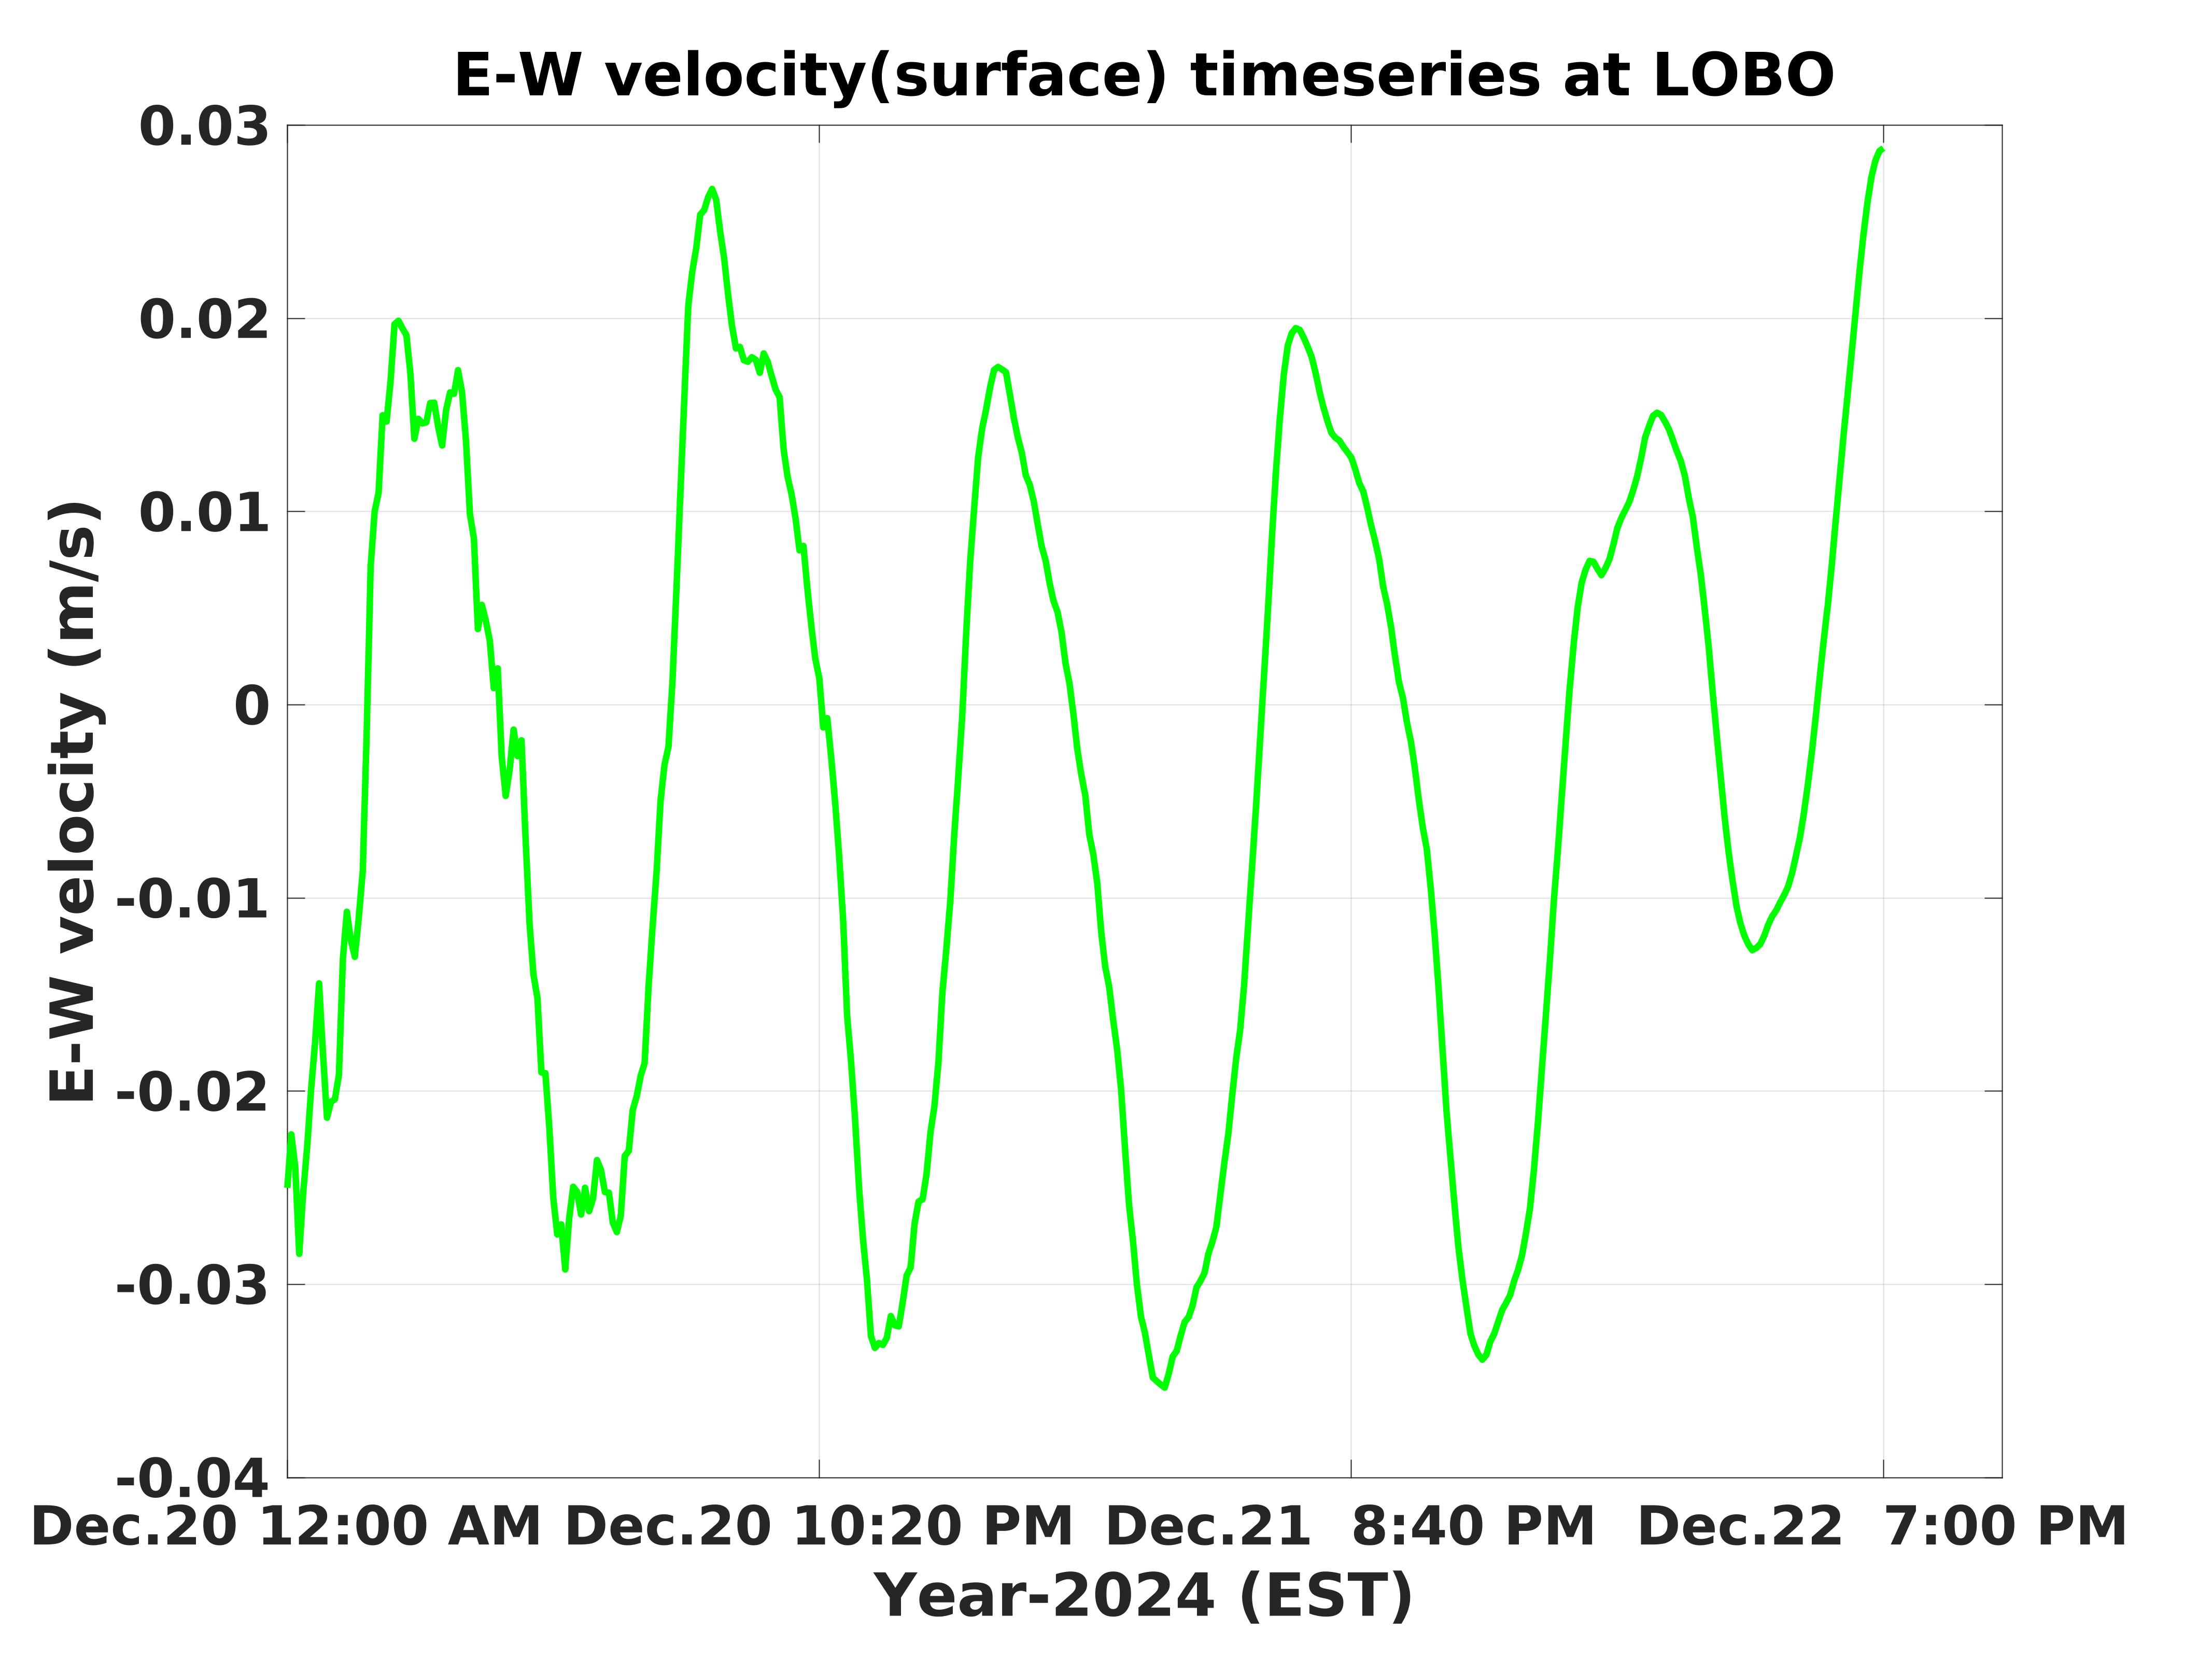 E-W velocity(surface) timeseries at LOBO
E-W velocity (m/s)
0.03
0.02
0.01
0
-0.01
-0.02
-0.03
-0.04
Dec.20 12:00 AM Dec.20 10:20 PM Dec.21 8:40 PM Dec.22 7:00 PM
Year-2024 (EST)